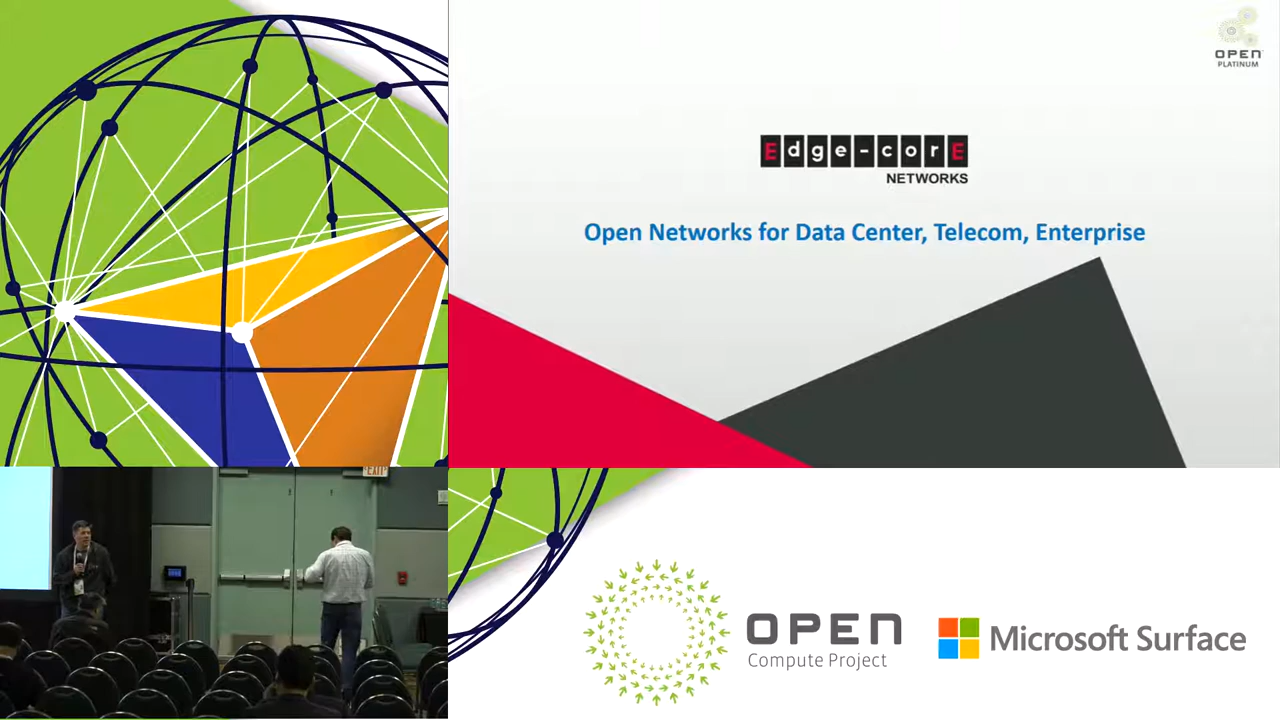 OPEN
PLATINUM
Edge-corE
NETWORKS
Open Networks for Data Center, Telecom, Enterprise
EXIT
OPEN
Compute Project
Microsoft Surface